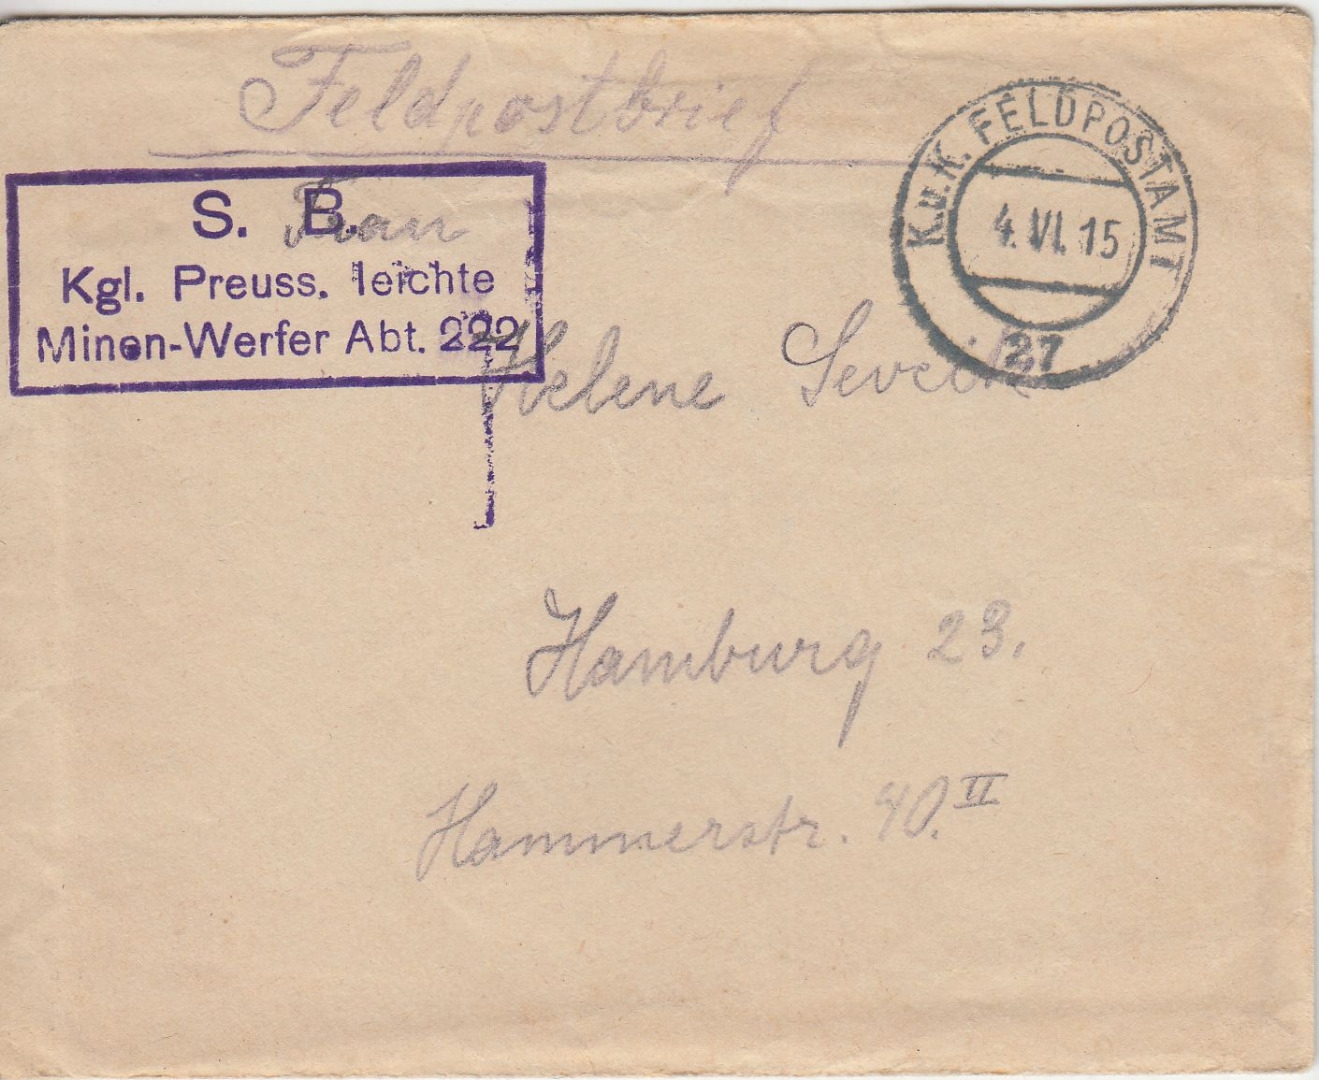 Feldpostbrief
K.u.K. FELDPOSTAMT
4. VI. 15
27
S. B.
Kgl. Preuss. leichte
Minen-Werfer Abt. 222
Frau
Helene
Hamburg 23.
Hammerstr. 40.II